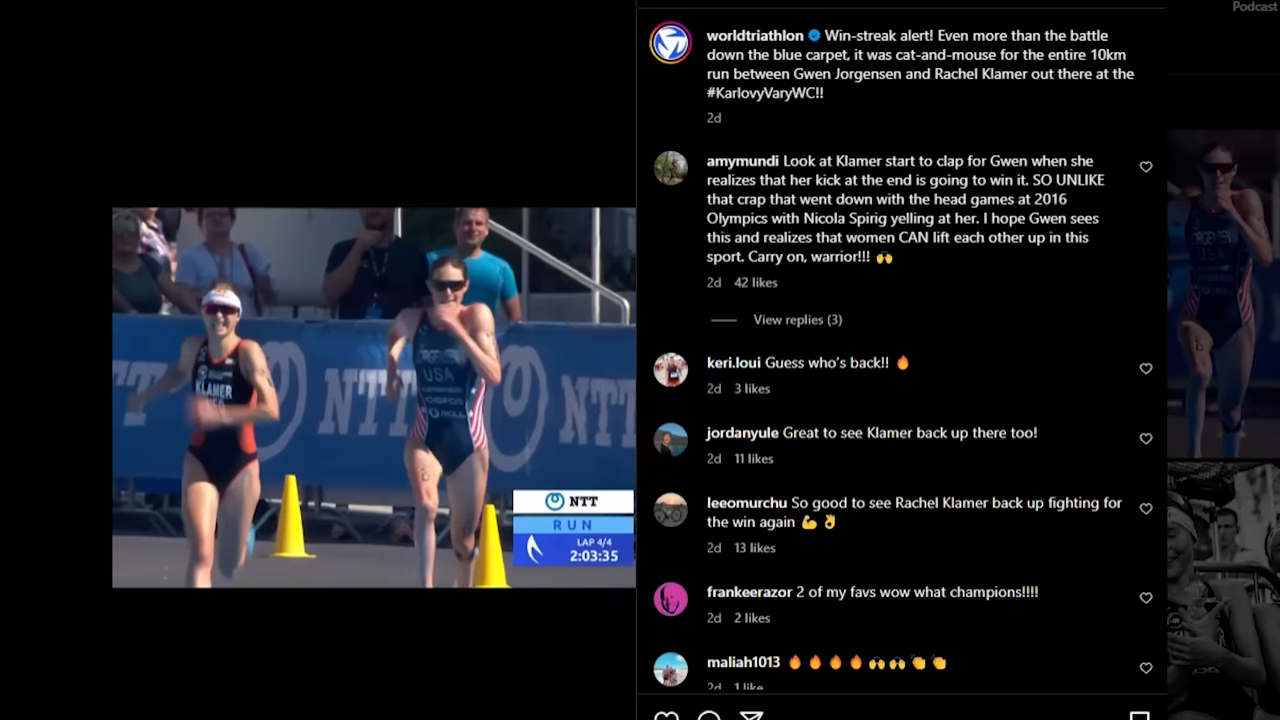 Podcast
worldtriathlon Win-streak alert! Even more than the battle
down the blue carpet, it was cat-and-mouse for the entire 10km
run between Gwen Jorgensen and Rachel Klamer out there at the
#KarlovyVaryWC!!
2d
amymundi Look at Klamer start to clap for Gwen when she
realizes that her kick at the end is going to win it. SO UNLIKE
that crap that went down with the head games at 2016
Olympics with Nicola Spirig yelling at her. I hope Gwen sees
this and realizes that women CAN lift each other up in this
sport. Carry on, warrior!!! 🙌
2d 42 likes
View replies (3)
keri.loui Guess who's back!! 🔥
2d 3 likes
jordanyule Great to see Klamer back up there too!
2d 11 likes
leeomurchu So good to see Rachel Klamer back up fighting for
the win again 💪👌
2d 13 likes
frankeerazor 2 of my favs wow what champions!!!!
2d 2 likes
maliah1013 🔥🔥🔥🔥🙌🙌👏👏
2d 1 like
KLAMER
JORGENSEN
USA
ROLL
NTT
NTT
NTT
RUN
LAP 4/4
2:03:35
JORGENSEN
USA